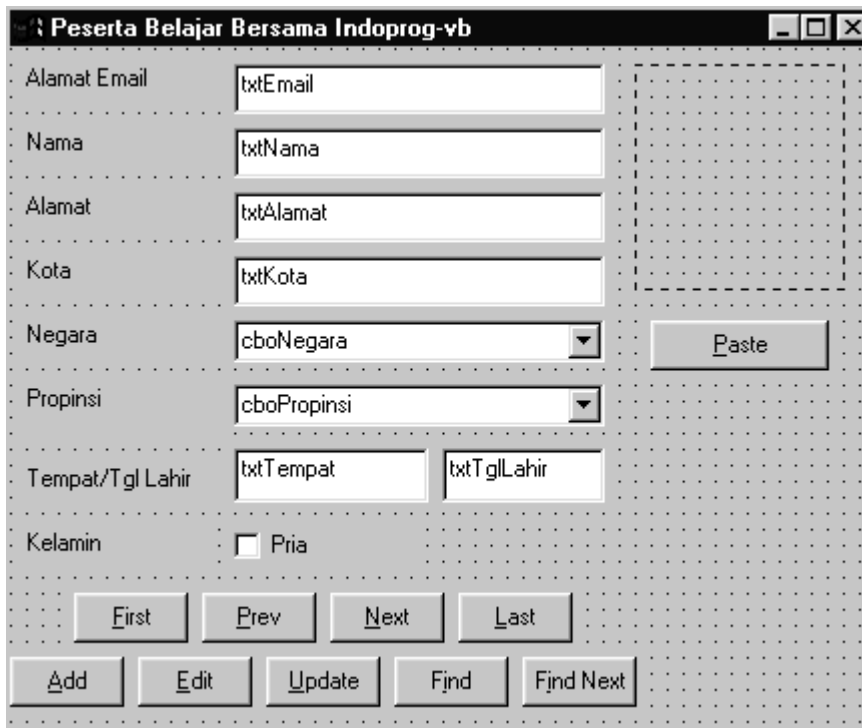 Peserta Belajar Bersama Indoprog-vb
Alamat Email txtEmail
Nama txtNama
Alamat txtAlamat
Kota txtKota
Negara cboNegara
Paste
Propinsi cboPropinsi
Tempat/Tgl Lahir txtTempat txtTglLahir
Kelamin Pria
First Prev Next Last
Add Edit Update Find Find Next